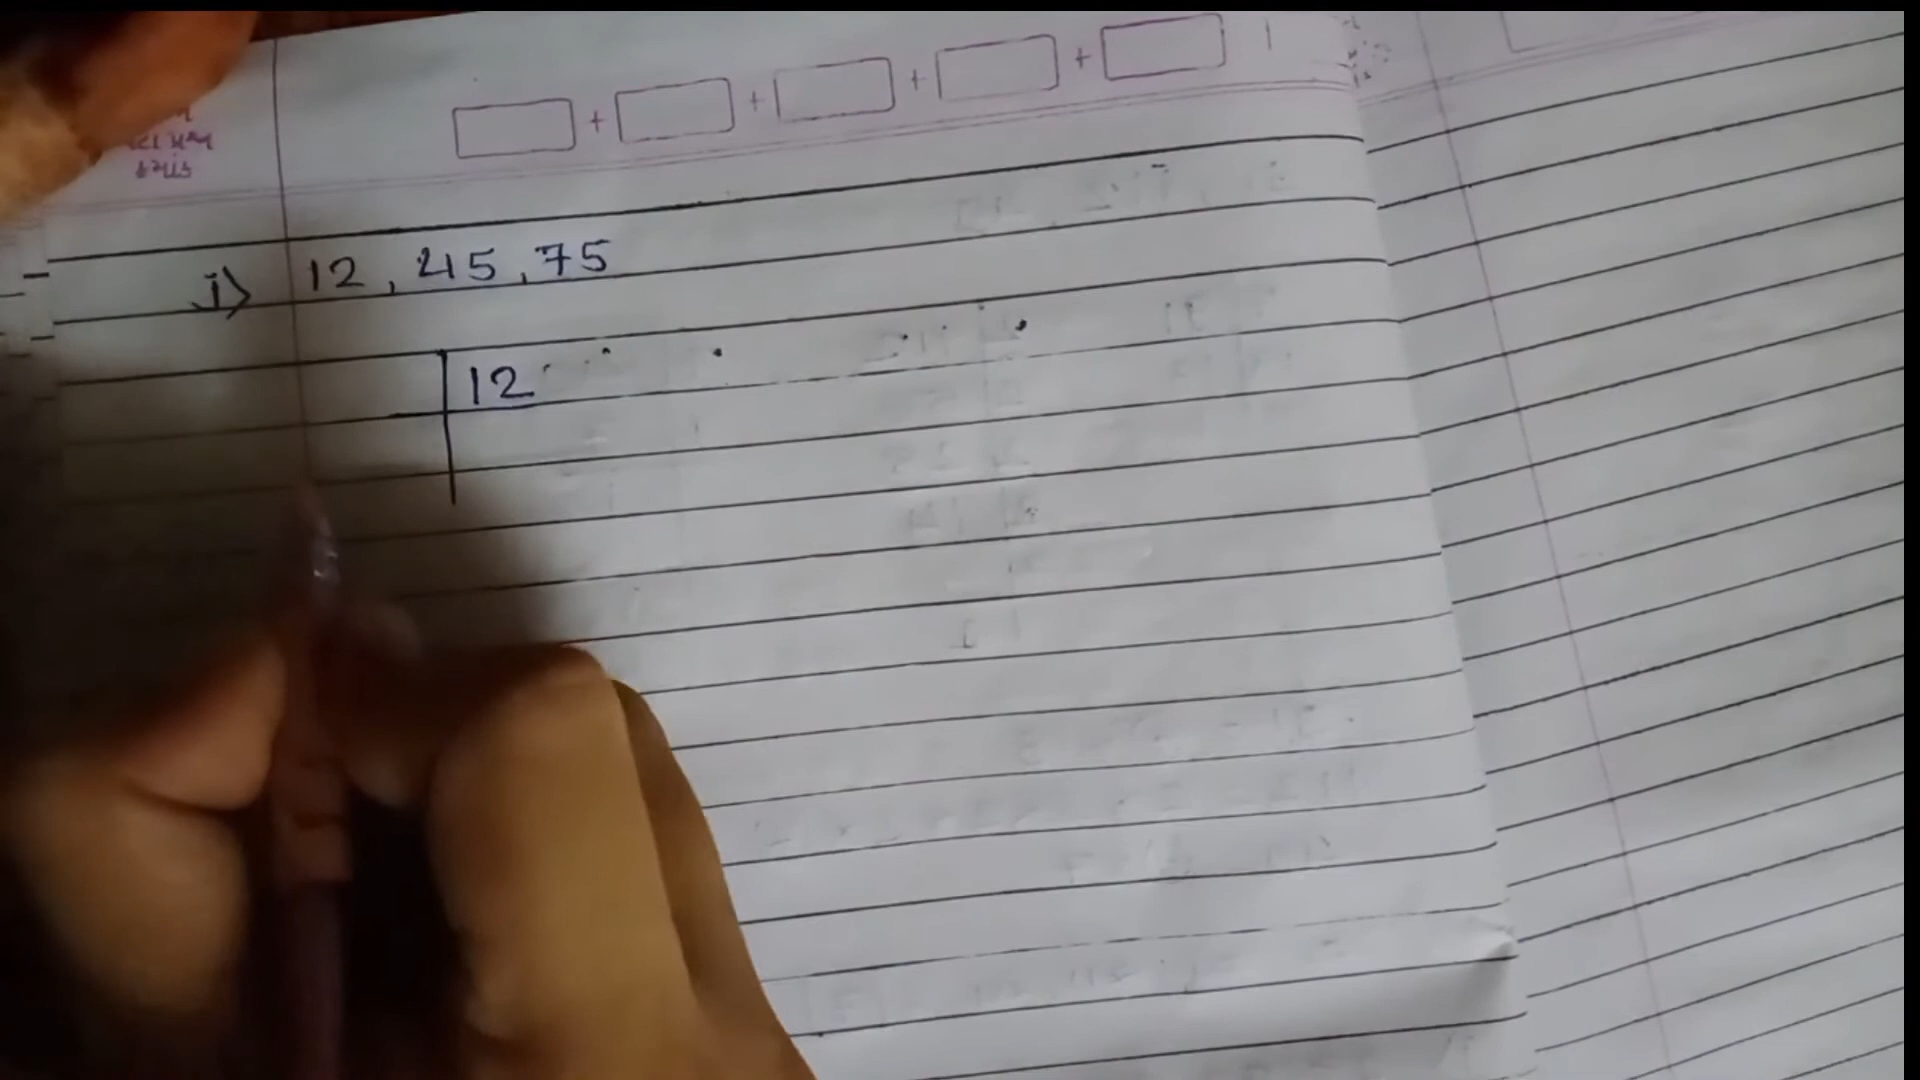 + + + +
i) 12, 45, 75
12